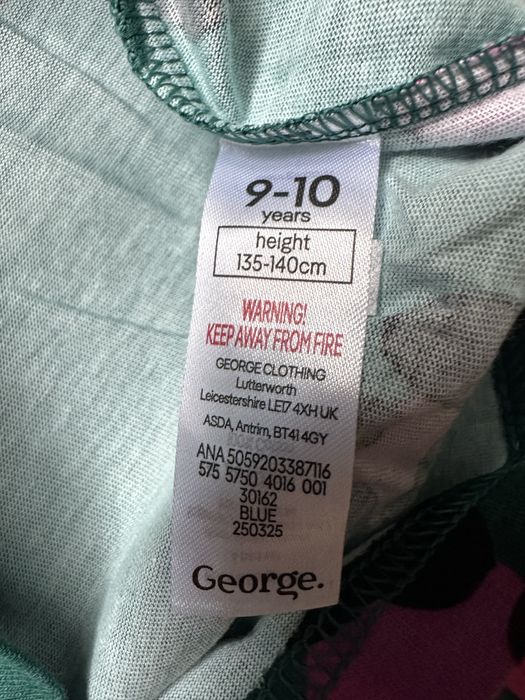 9-10
years
height
135-140cm
WARNING!
KEEP AWAY FROM FIRE
GEORGE CLOTHING
Lutterworth
Leicestershire LE17 4XH UK
ASDA, Antrim, BT41 4GY
ANA 5059203387116
575 5750 4016 001
30162
BLUE
250325
George.